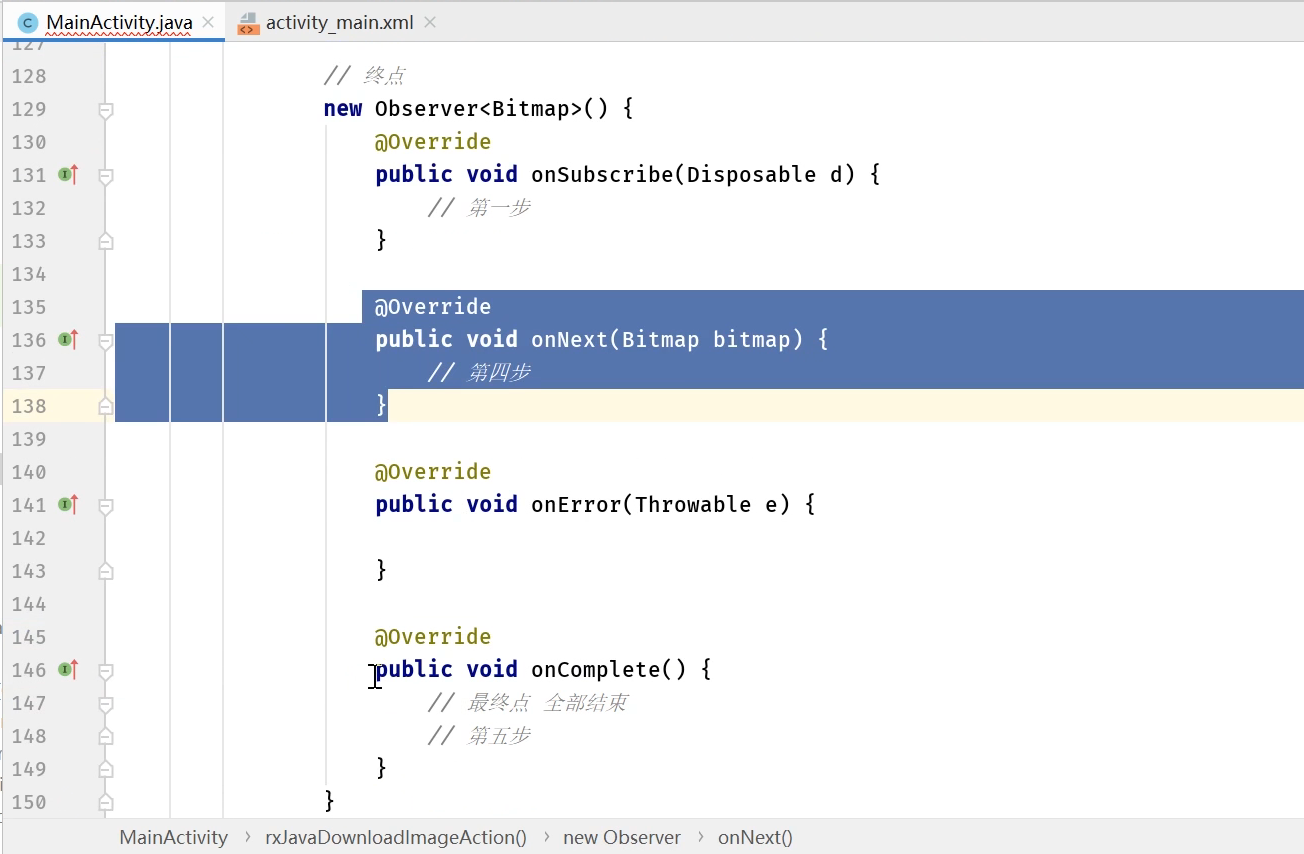 MainActivity.java activity_main.xml
127
128 // 终点
129 new Observer<Bitmap>() {
130 @Override
131 public void onSubscribe(Disposable d) {
132 // 第一步
133 }
134
135 @Override
136 public void onNext(Bitmap bitmap) {
137 // 第四步
138 }
139
140 @Override
141 public void onError(Throwable e) {
142
143 }
144
145 @Override
146 public void onComplete() {
147 // 最终点 全部结束
148 // 第五步
149 }
150 }
MainActivity › rxJavaDownloadImageAction() › new Observer › onNext()